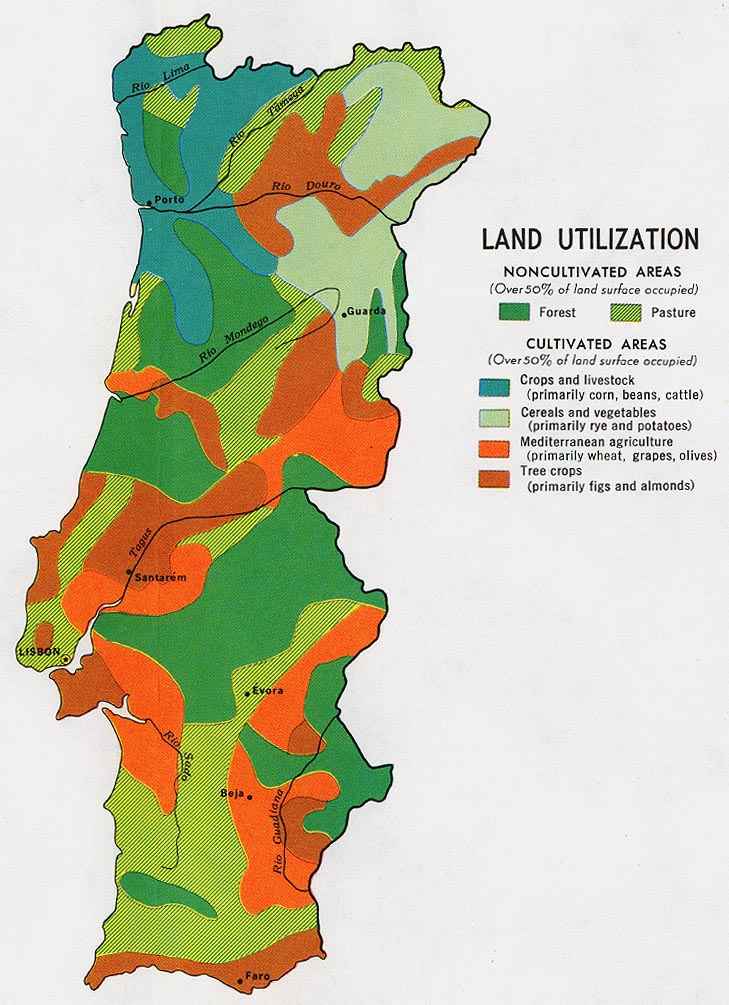 Rio Lima
Rio Tâmega
Porto
Rio Douro
Guarda
Rio Mondego
Tagus
Santarém
LISBON
Évora
Rio Sado
Beja
Rio Guadiana
Faro
LAND UTILIZATION
NONCULTIVATED AREAS
(Over 50% of land surface occupied)
Forest
Pasture
CULTIVATED AREAS
(Over 50% of land surface occupied)
Crops and livestock
(primarily corn, beans, cattle)
Cereals and vegetables
(primarily rye and potatoes)
Mediterranean agriculture
(primarily wheat, grapes, olives)
Tree crops
(primarily figs and almonds)